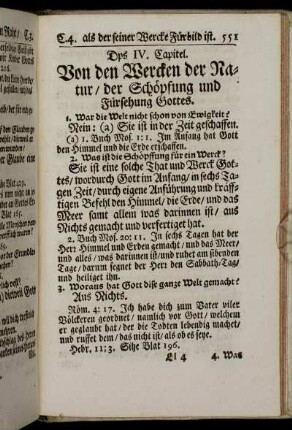 C.4. als der seiner Wercke Fürbild ist. 551
Dps IV. Capitel.
Von den Wercken der Na-
tur / der Schöpfung und
Fürsehung Gottes.
1. War die Welt nicht schon von Ewigkeit?
Nein: (a) Sie ist in der Zeit geschaffen.
(a) 1. Buch Mos. 1: 1. Im Anfang hat Gott
den Himmel und die Erde erschaffen.
2. Was ist die Schöpffung für ein Werck?
Sie ist eine solche That und Werck Got-
tes / wordurch Gott im Anfang / in sechs Ta-
gen Zeit / durch eigene Anführung und kräff-
tigen Befehl den Himmel / die Erde / und das
Meer samt allem was darinnen ist / aus
Nichts gemacht und verfertiget hat.
2. Buch Mos. 20: 11. In sechs Tagen hat der
Herr Himmel und Erden gemacht / und das Meer /
und alles / was darinnen ist / und ruhet am sibenden
Tage / darum segnet der Herr den Sabbath-Tag /
und heiliget ihn.
3. Woraus hat Gott diße gantz Welt gemacht?
Aus Nichts.
Röm. 4: 17. Ich habe dich zum Vater viler
Völckeren geordnet / namlich vor Gott / welchem
er geglaubt hat / der die Todten lebendig machet /
und ruffet dem / das nicht ist / als ob es seye.
Hebr. 11: 3. Sihe Blat 196.
Ll 4 4. Was